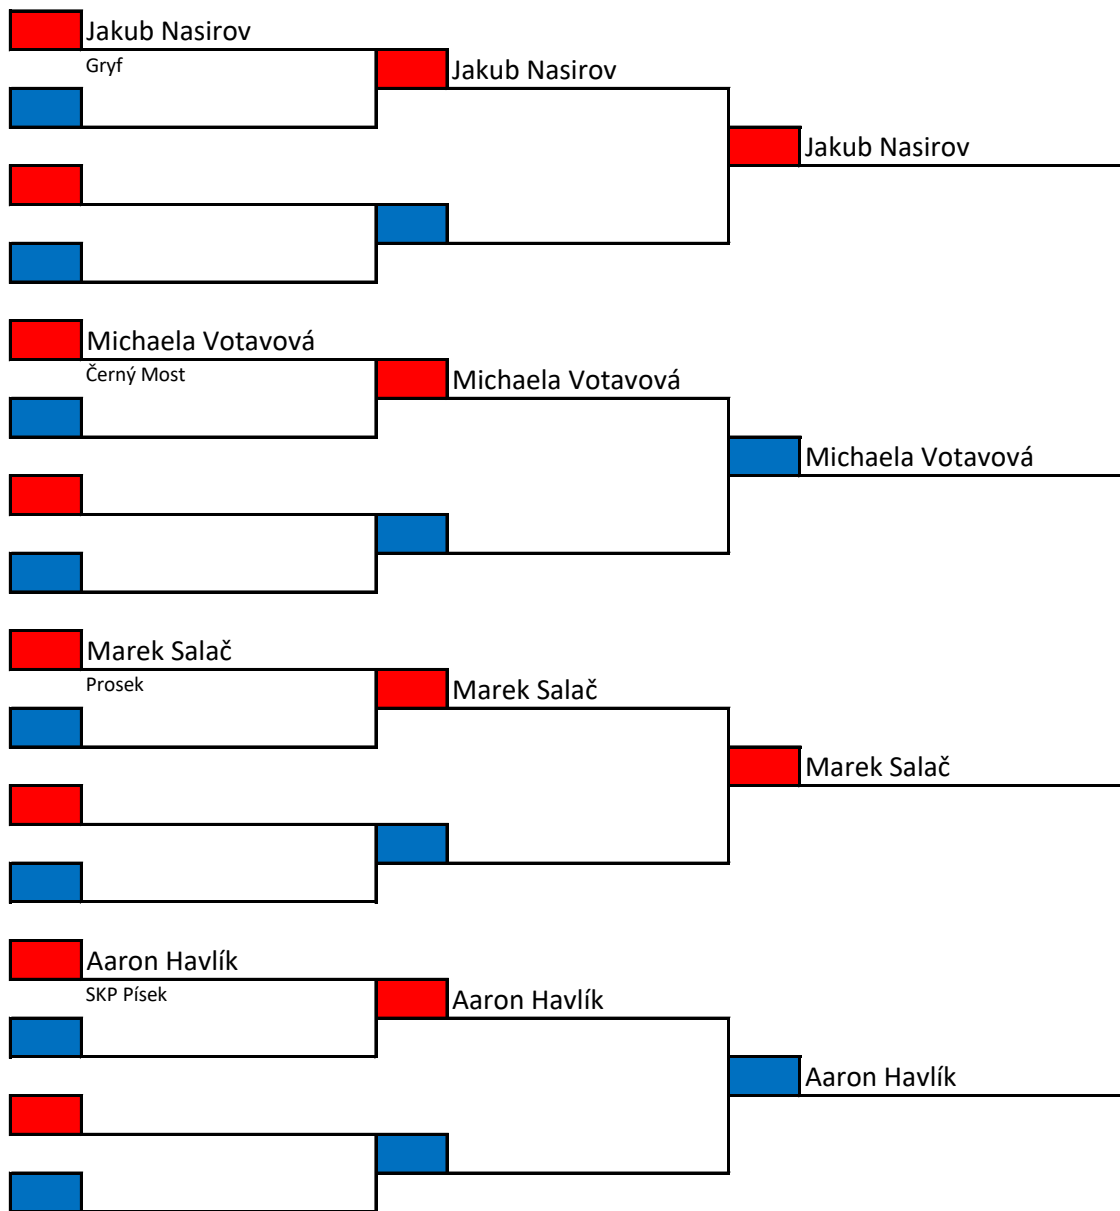 Jakub Nasirov
Gryf
Jakub Nasirov
Jakub Nasirov
Michaela Votavová
Černý Most
Michaela Votavová
Michaela Votavová
Marek Salač
Prosek
Marek Salač
Marek Salač
Aaron Havlík
SKP Písek
Aaron Havlík
Aaron Havlík